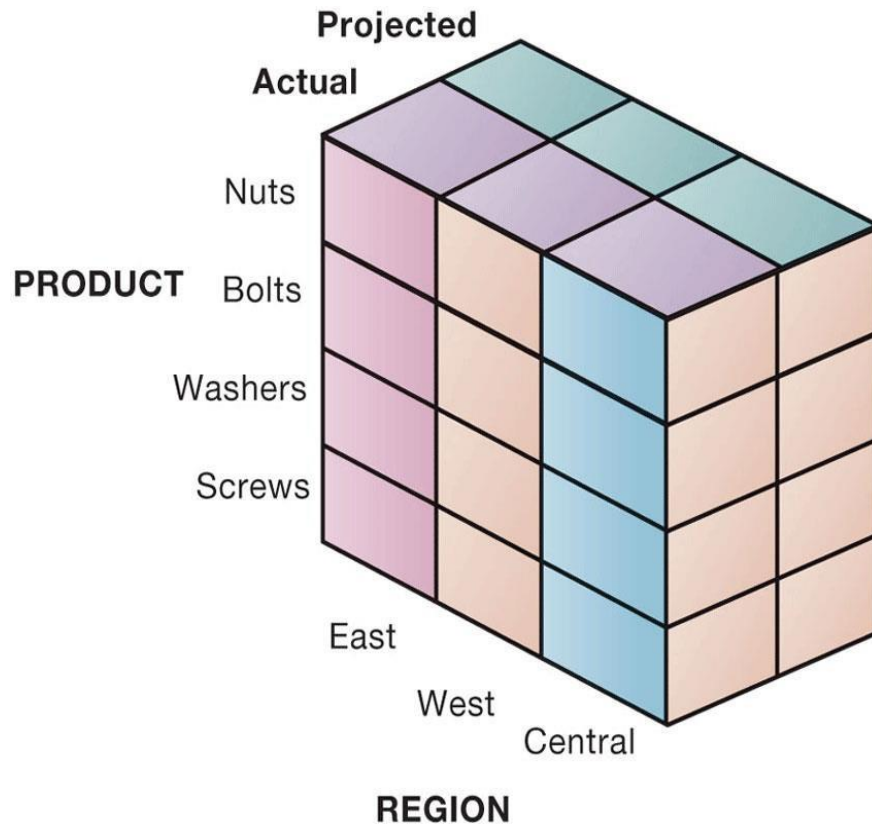 Projected
Actual
Nuts
PRODUCT
Bolts
Washers
Screws
East
West
Central
REGION